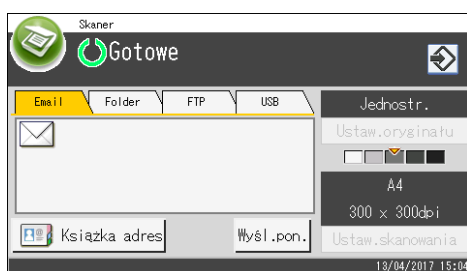 Skaner
Gotowe
Email Folder FTP USB
Jednostr.
Ustaw.oryginału
A4
300 × 300dpi
Książka adres
Wyśl.pon.
Ustaw.skanowania
13/04/2017 15:04